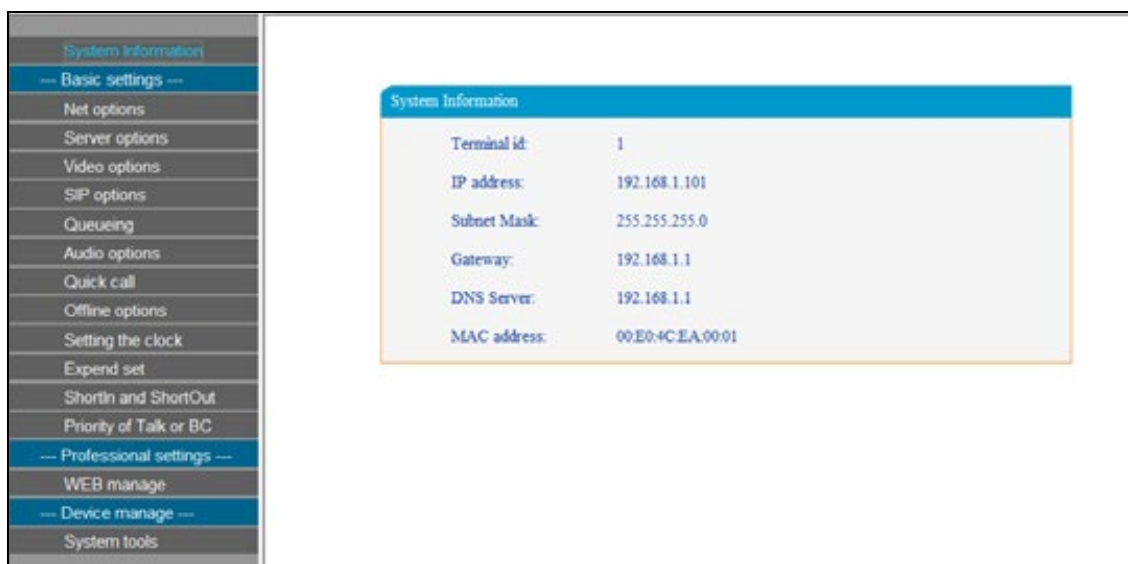 System Information
--- Basic settings ---
Net options
Server options
Video options
SIP options
Queueing
Audio options
Quick call
Offline options
Setting the clock
Expend set
ShortIn and ShortOut
Priority of Talk or BC
--- Professional settings ---
WEB manage
--- Device manage ---
System tools
System Information
Terminal id: 1
IP address: 192.168.1.101
Subnet Mask: 255.255.255.0
Gateway: 192.168.1.1
DNS Server: 192.168.1.1
MAC address: 00:E0:4C:EA:00:01